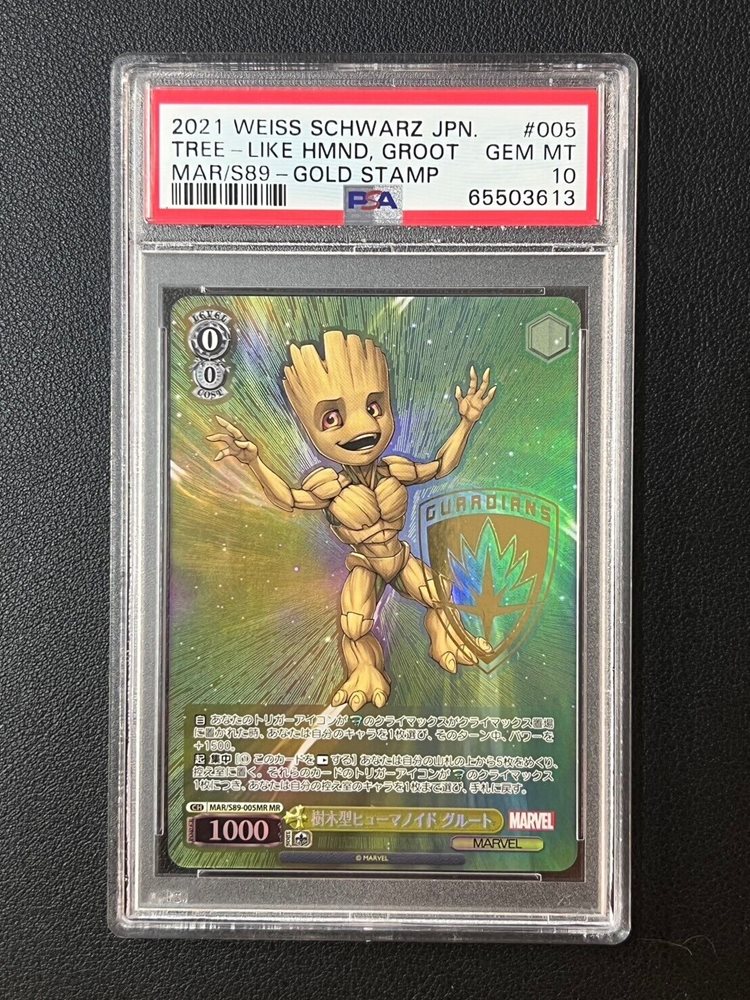 2021 WEISS SCHWARZ JPN. #005
TREE-LIKE HMND, GROOT GEM MT
MAR/S89-GOLD STAMP 10
PSA 65503613
LEVEL
0
0
COST
GUARDIANS
自 あなたのトリガーアイコンが のクライマックスがクライマックス置場
に置かれた時、あなたは自分のキャラを1枚選び、そのターン中、パワーを
+1500。
起 集中 [① このカードを する] あなたは自分の山札の上から5枚をめくり、
控え室に置く。それらのカードのトリガーアイコンが のクライマックス
1枚につき、あなたは自分の控え室のキャラを1枚まで選び、手札に戻す。
CH MAR/S89-005MR MR
POWER 1000 SOUL 樹木型ヒューマノイド グルート MARVEL
MARVEL
© MARVEL